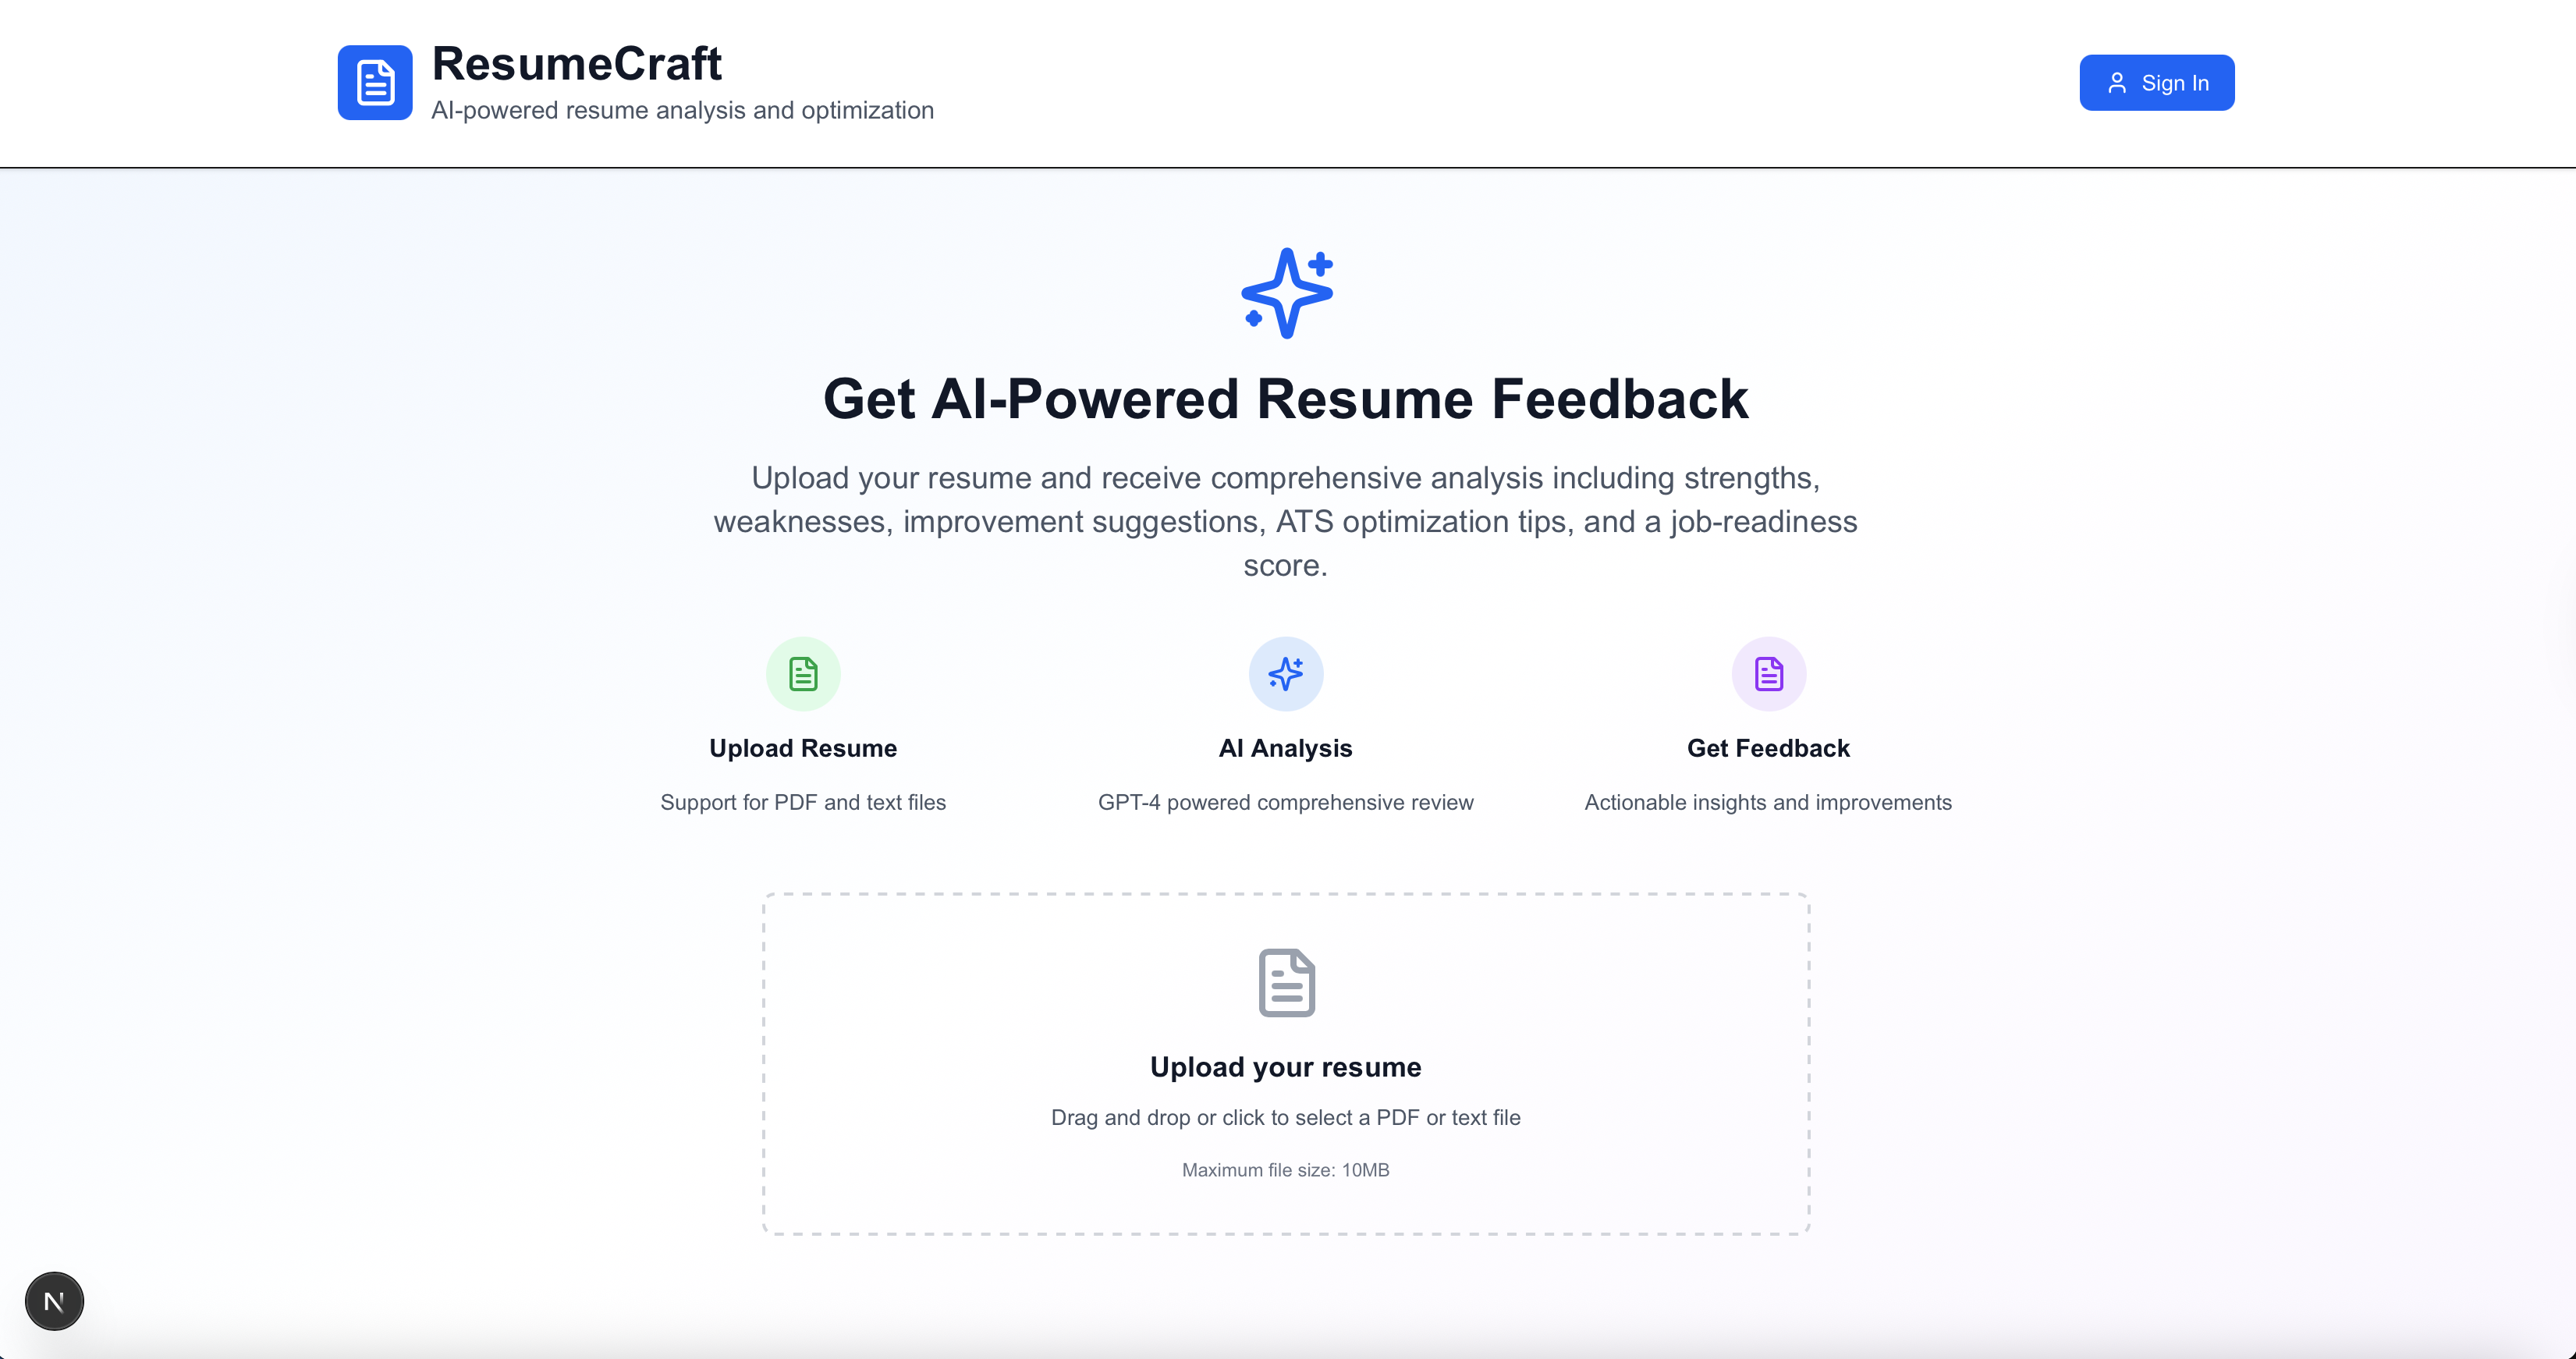 ResumeCraft
AI-powered resume analysis and optimization
Sign In
Get AI-Powered Resume Feedback
Upload your resume and receive comprehensive analysis including strengths,
weaknesses, improvement suggestions, ATS optimization tips, and a job-readiness
score.
Upload Resume
Support for PDF and text files
AI Analysis
GPT-4 powered comprehensive review
Get Feedback
Actionable insights and improvements
Upload your resume
Drag and drop or click to select a PDF or text file
Maximum file size: 10MB
N